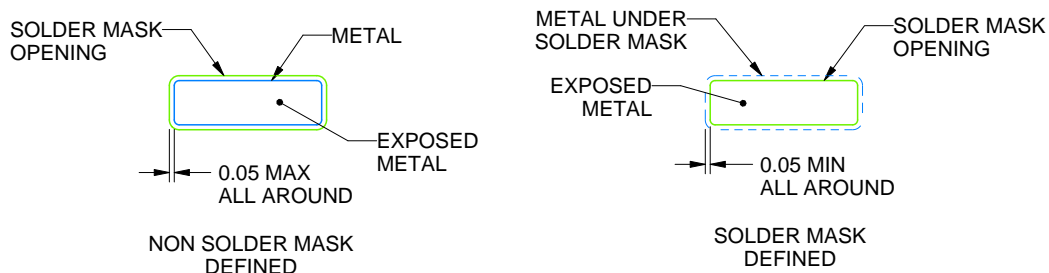 SOLDER MASK
OPENING
METAL
EXPOSED
METAL
0.05 MAX
ALL AROUND
NON SOLDER MASK
DEFINED
METAL UNDER
SOLDER MASK
SOLDER MASK
OPENING
EXPOSED
METAL
0.05 MIN
ALL AROUND
SOLDER MASK
DEFINED